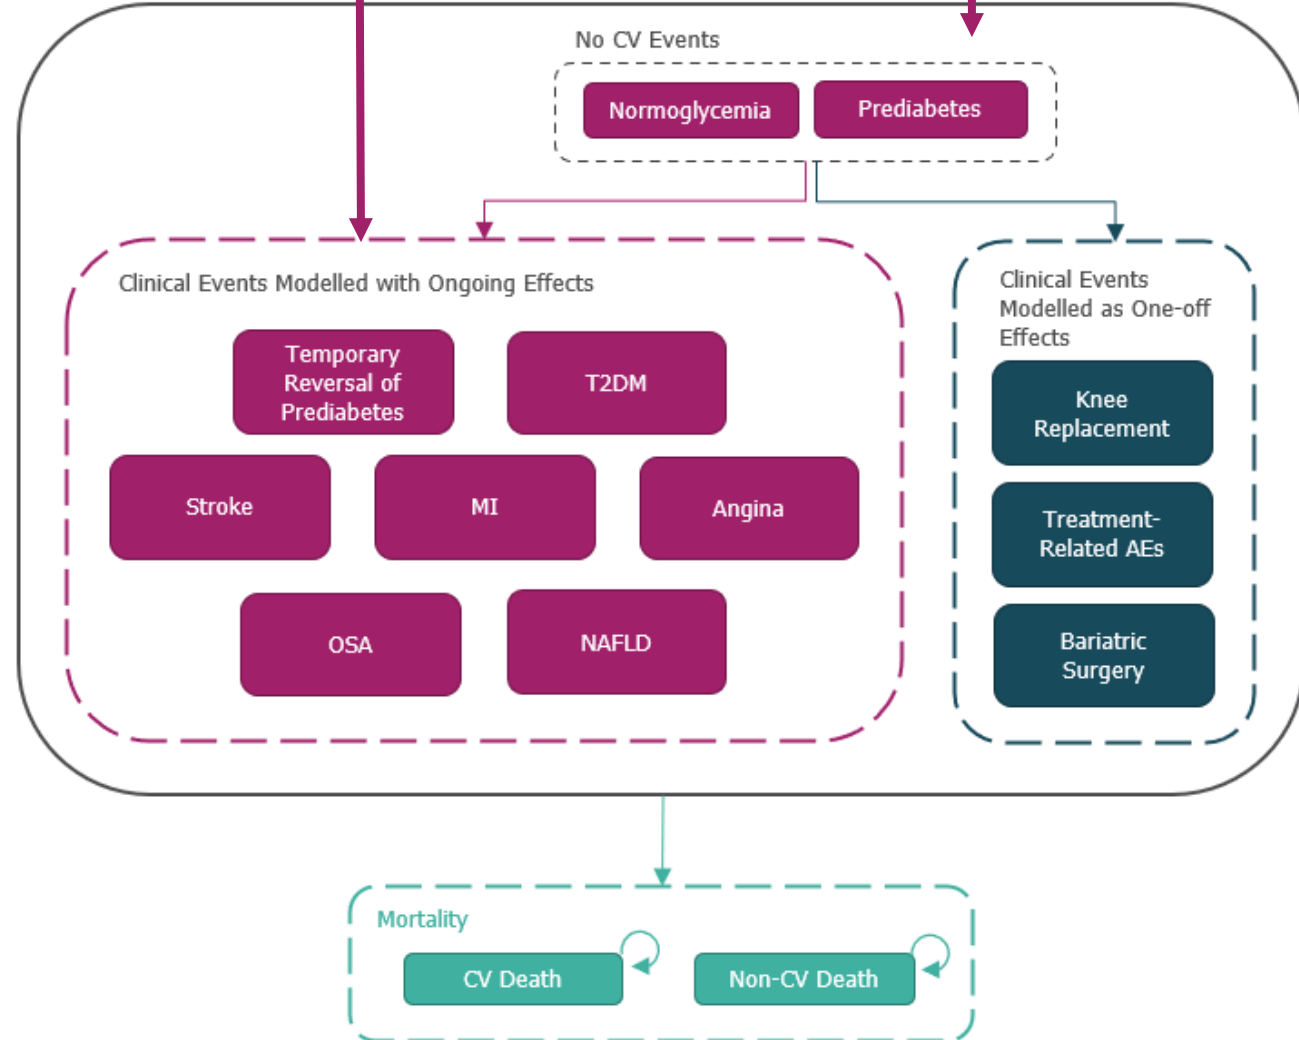 No CV Events
Normoglycemia
Prediabetes
Clinical Events Modelled with Ongoing Effects
Temporary
Reversal of
Prediabetes
T2DM
Stroke
MI
Angina
OSA
NAFLD
Clinical Events
Modelled as One-off
Effects
Knee
Replacement
Treatment-
Related AEs
Bariatric
Surgery
Mortality
CV Death
Non-CV Death